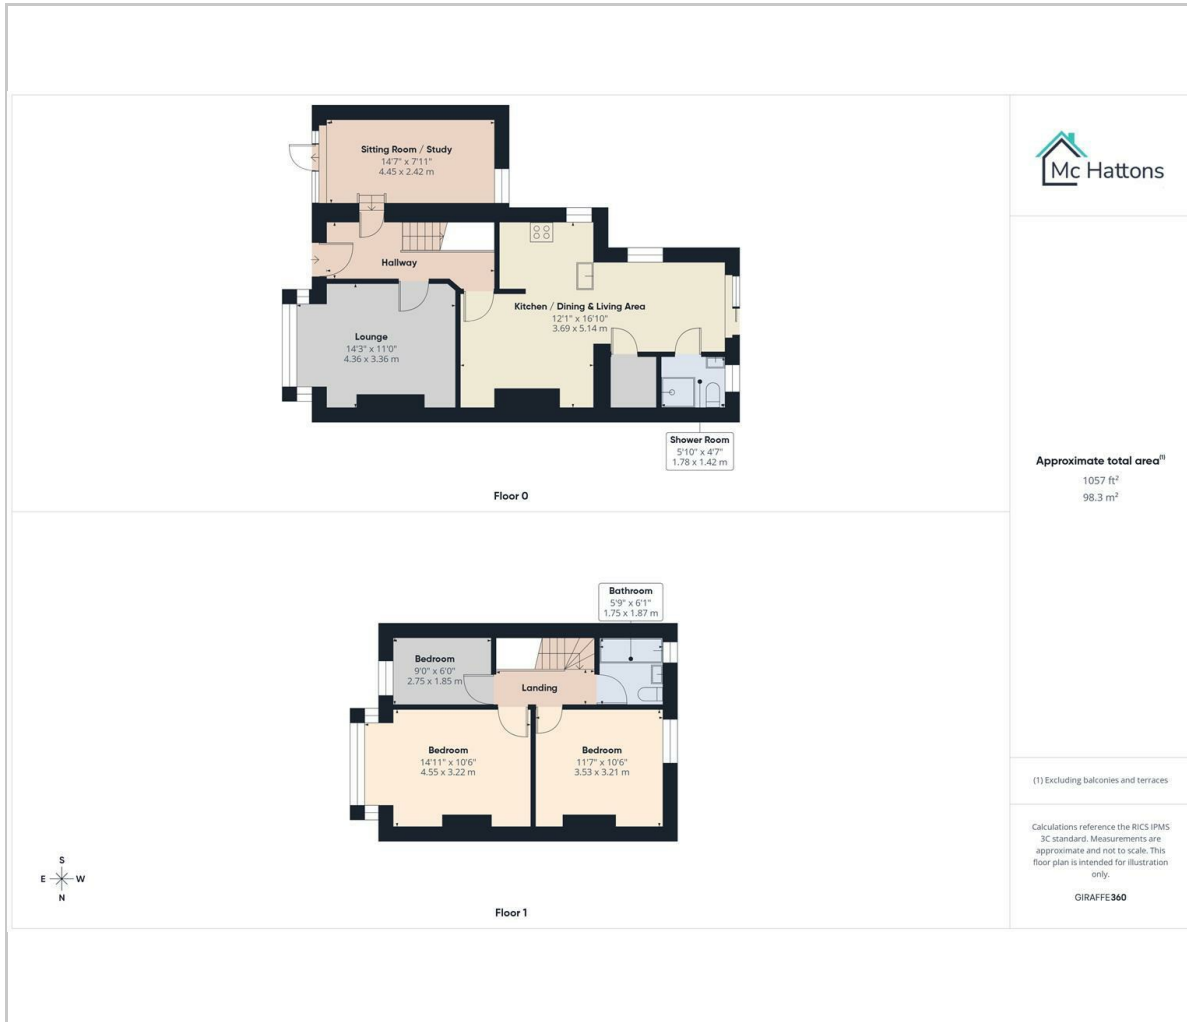 Sitting Room / Study
14'7" x 7'11"
4.45 x 2.42 m
Hallway
Kitchen / Dining & Living Area
12'1" x 16'10"
3.69 x 5.14 m
Lounge
14'3" x 11'0"
4.36 x 3.36 m
Shower Room
5'10" x 4'7"
1.78 x 1.42 m
Floor 0
Bathroom
5'9" x 6'1"
1.75 x 1.87 m
Bedroom
9'0" x 6'0"
2.75 x 1.85 m
Landing
Bedroom
14'11" x 10'6"
4.55 x 3.22 m
Bedroom
11'7" x 10'6"
3.53 x 3.21 m
S
E W
N
Floor 1
Mc Hattons
Approximate total area⁽¹⁾
1057 ft²
98.3 m²
(1) Excluding balconies and terraces
Calculations reference the RICS IPMS
3C standard. Measurements are
approximate and not to scale. This
floor plan is intended for illustration
only.
GIRAFFE360